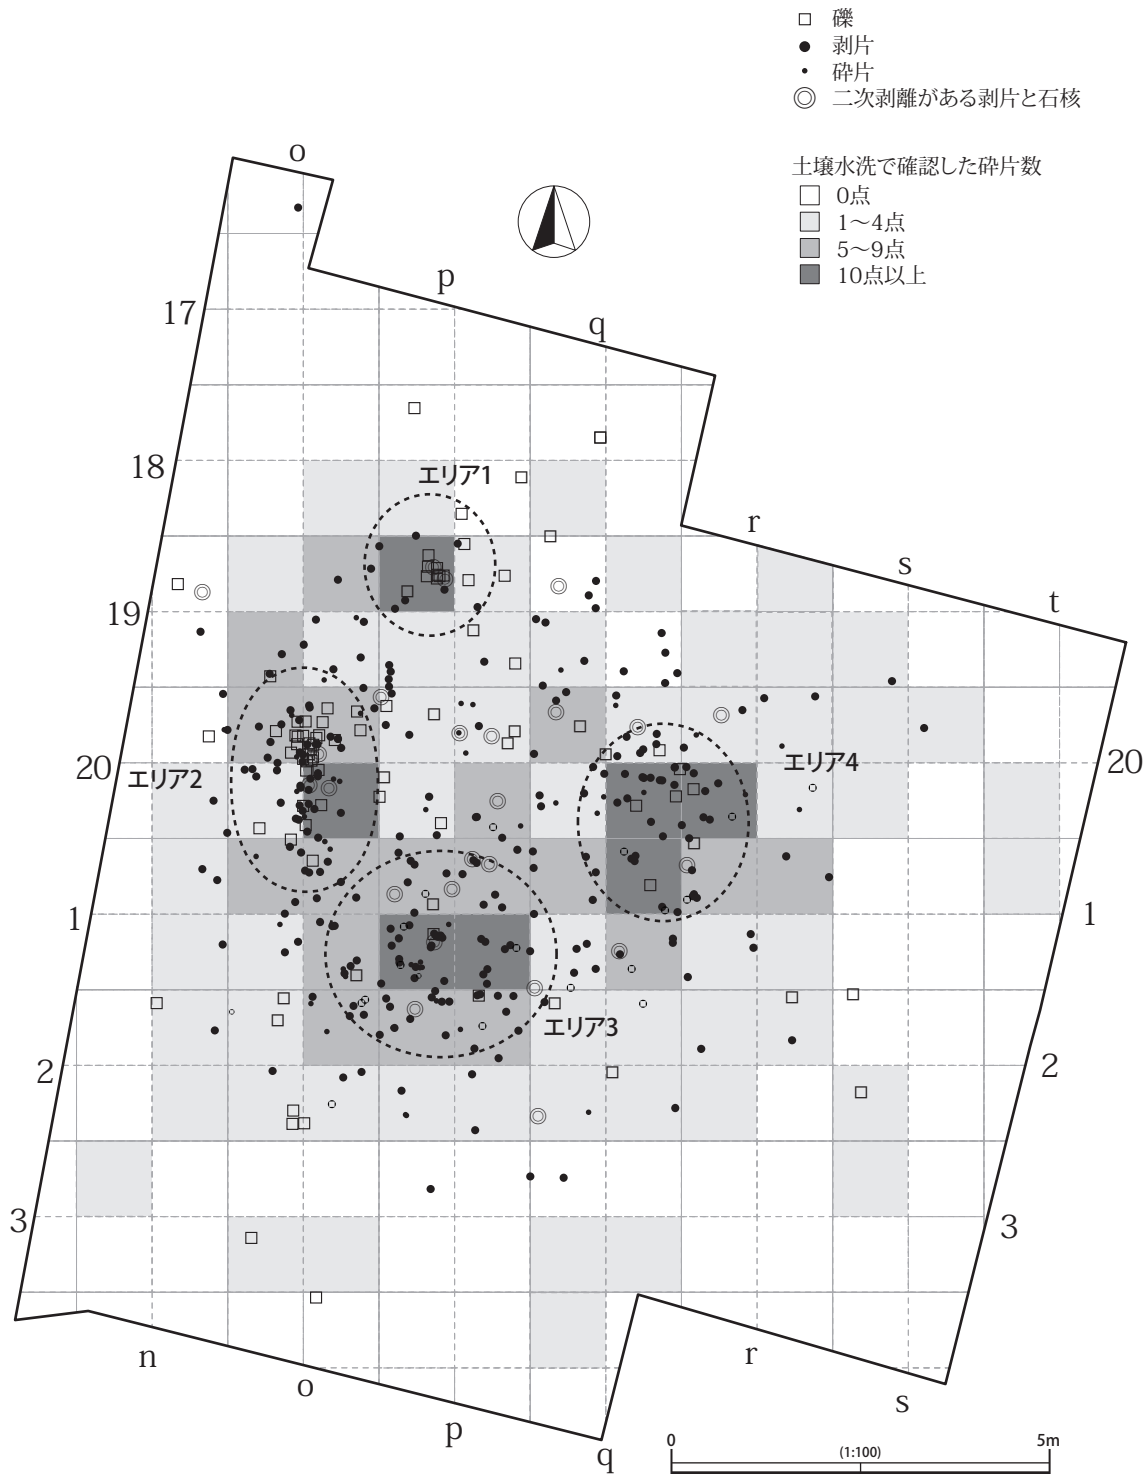 礫
剥片
砕片
二次剥離がある剥片と石核
土壌水洗で確認した砕片数
0点
1～4点
5～9点
10点以上
o
p
q
17
18
エリア1
r
s
t
19
20
エリア2
エリア4
20
1
1
エリア3
2
2
3
3
n
o
p
q
r
s
0
(1:100)
5m